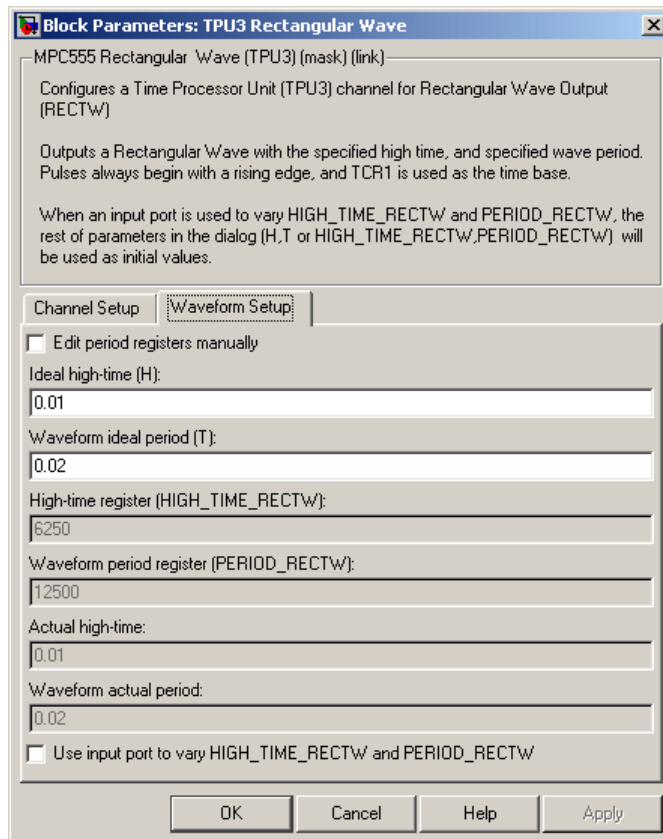 Block Parameters: TPU3 Rectangular Wave
MPC555 Rectangular Wave (TPU3) (mask) (link)
Configures a Time Processor Unit (TPU3) channel for Rectangular Wave Output
(RECTW)
Outputs a Rectangular Wave with the specified high time, and specified wave period.
Pulses always begin with a rising edge, and TCR1 is used as the time base.
When an input port is used to vary HIGH_TIME_RECTW and PERIOD_RECTW, the
rest of parameters in the dialog (H,T or HIGH_TIME_RECTW,PERIOD_RECTW) will
be used as initial values.
Channel Setup Waveform Setup
Edit period registers manually
Ideal high-time (H):
0.01
Waveform ideal period (T):
0.02
High-time register (HIGH_TIME_RECTW):
6250
Waveform period register (PERIOD_RECTW):
12500
Actual high-time:
0.01
Waveform actual period:
0.02
Use input port to vary HIGH_TIME_RECTW and PERIOD_RECTW
OK Cancel Help Apply